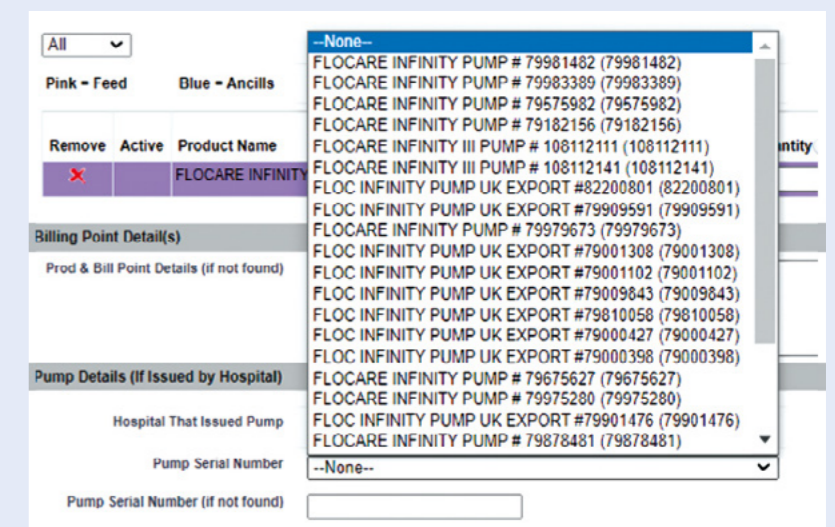 All
--None--
FLOCARE INFINITY PUMP # 79981482 (79981482)
Pink - Feed Blue - Ancills
FLOCARE INFINITY PUMP # 79983389 (79983389)
FLOCARE INFINITY PUMP # 79575982 (79575982)
FLOCARE INFINITY PUMP # 79182156 (79182156)
Remove Active Product Name
FLOCARE INFINITY III PUMP # 108112111 (108112111)
ntity
FLOCARE INFINITY III PUMP # 108112141 (108112141)
FLOCARE INFINITY
FLOC INFINITY PUMP UK EXPORT #82200801 (82200801)
FLOC INFINITY PUMP UK EXPORT #79909591 (79909591)
FLOCARE INFINITY PUMP # 79979673 (79979673)
Billing Point Detail(s)
FLOC INFINITY PUMP UK EXPORT #79001308 (79001308)
Prod & Bill Point Details (if not found)
FLOC INFINITY PUMP UK EXPORT #79001102 (79001102)
FLOC INFINITY PUMP UK EXPORT #79009843 (79009843)
FLOC INFINITY PUMP UK EXPORT #79810058 (79810058)
FLOC INFINITY PUMP UK EXPORT #79000427 (79000427)
FLOC INFINITY PUMP UK EXPORT #79000398 (79000398)
Pump Details (If Issued by Hospital)
FLOCARE INFINITY PUMP # 79675627 (79675627)
FLOCARE INFINITY PUMP # 79975280 (79975280)
Hospital That Issued Pump
FLOC INFINITY PUMP UK EXPORT #79901476 (79901476)
FLOCARE INFINITY PUMP # 79878481 (79878481)
Pump Serial Number
--None--
Pump Serial Number (if not found)